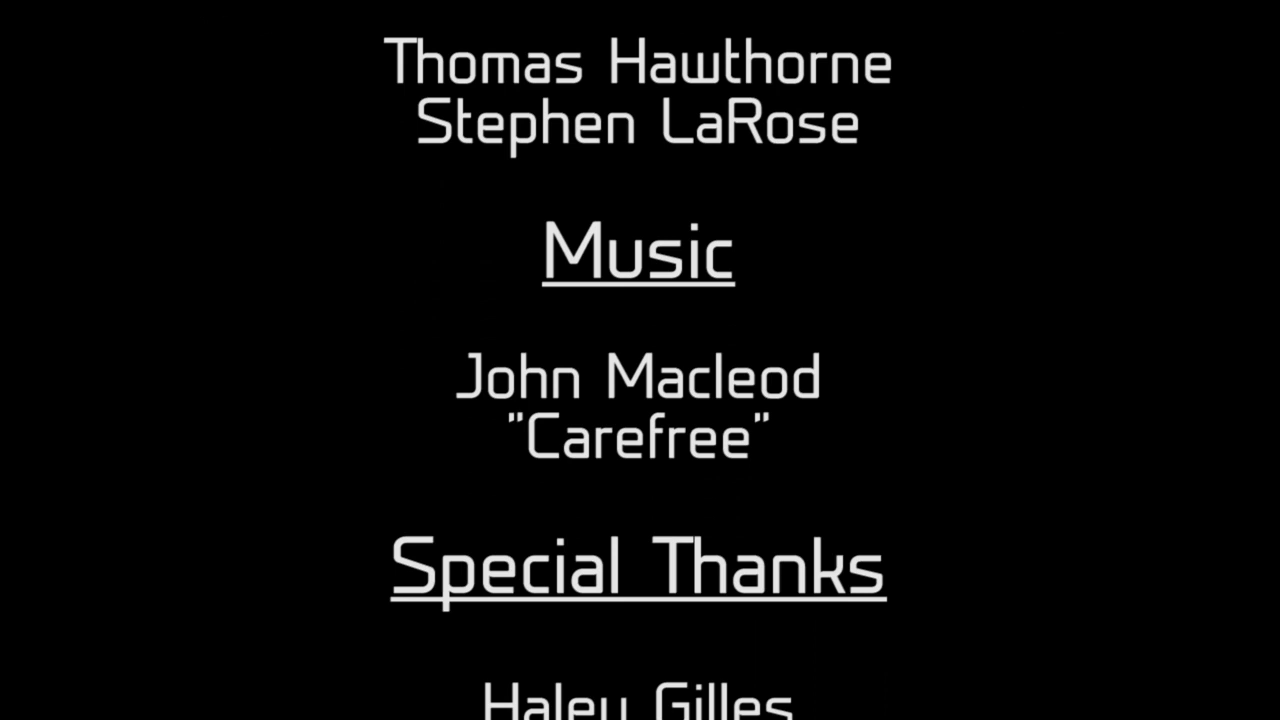 Thomas Hawthorne
Stephen LaRose
Music
John Macleod
"Carefree"
Special Thanks
Haley Gilles